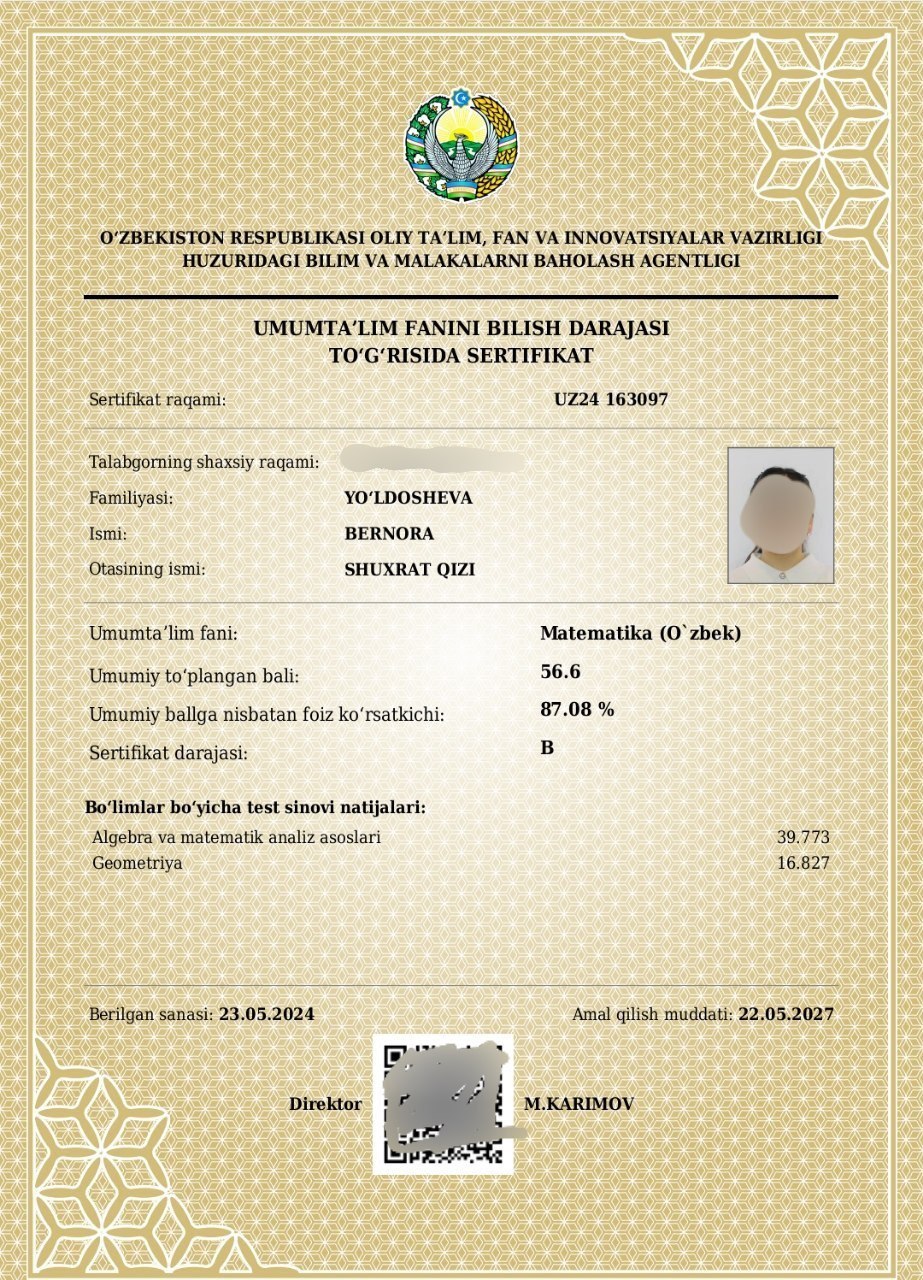 O‘ZBEKISTON RESPUBLIKASI OLIY TA’LIM, FAN VA INNOVATSIYALAR VAZIRLIGI
HUZURIDAGI BILIM VA MALAKALARNI BAHOLASH AGENTLIGI
UMUMTA’LIM FANINI BILISH DARAJASI
TO‘G‘RISIDA SERTIFIKAT
Sertifikat raqami: UZ24 163097
Talabgorning shaxsiy raqami:
Familiyasi: YO‘LDOSHEVA
Ismi: BERNORA
Otasining ismi: SHUXRAT QIZI
Umumta’lim fani: Matematika (O`zbek)
Umumiy to‘plangan bali: 56.6
Umumiy ballga nisbatan foiz ko‘rsatkichi: 87.08 %
Sertifikat darajasi: B
Bo‘limlar bo‘yicha test sinovi natijalari:
Algebra va matematik analiz asoslari 39.773
Geometriya 16.827
Berilgan sanasi: 23.05.2024 Amal qilish muddati: 22.05.2027
Direktor M.KARIMOV